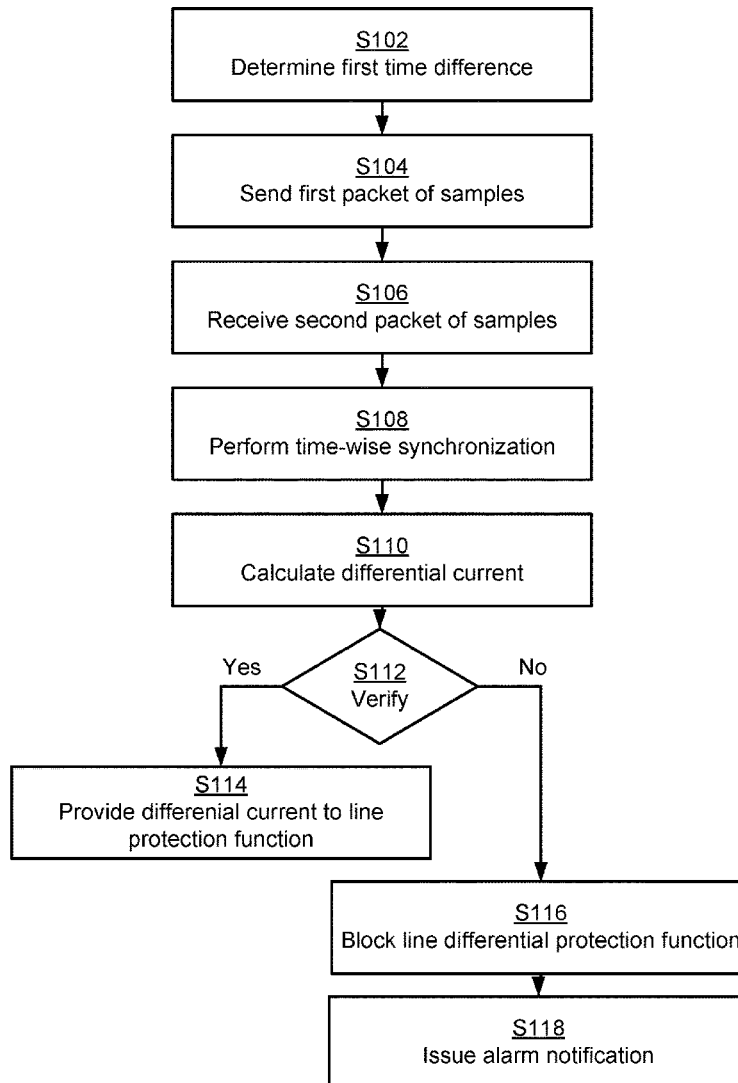 S102
Determine first time difference
S104
Send first packet of samples
S106
Receive second packet of samples
S108
Perform time-wise synchronization
S110
Calculate differential current
Yes
S112
No
Verify
S114
Provide differenial current to line
protection function
S116
Block line differential protection function
S118
Issue alarm notification